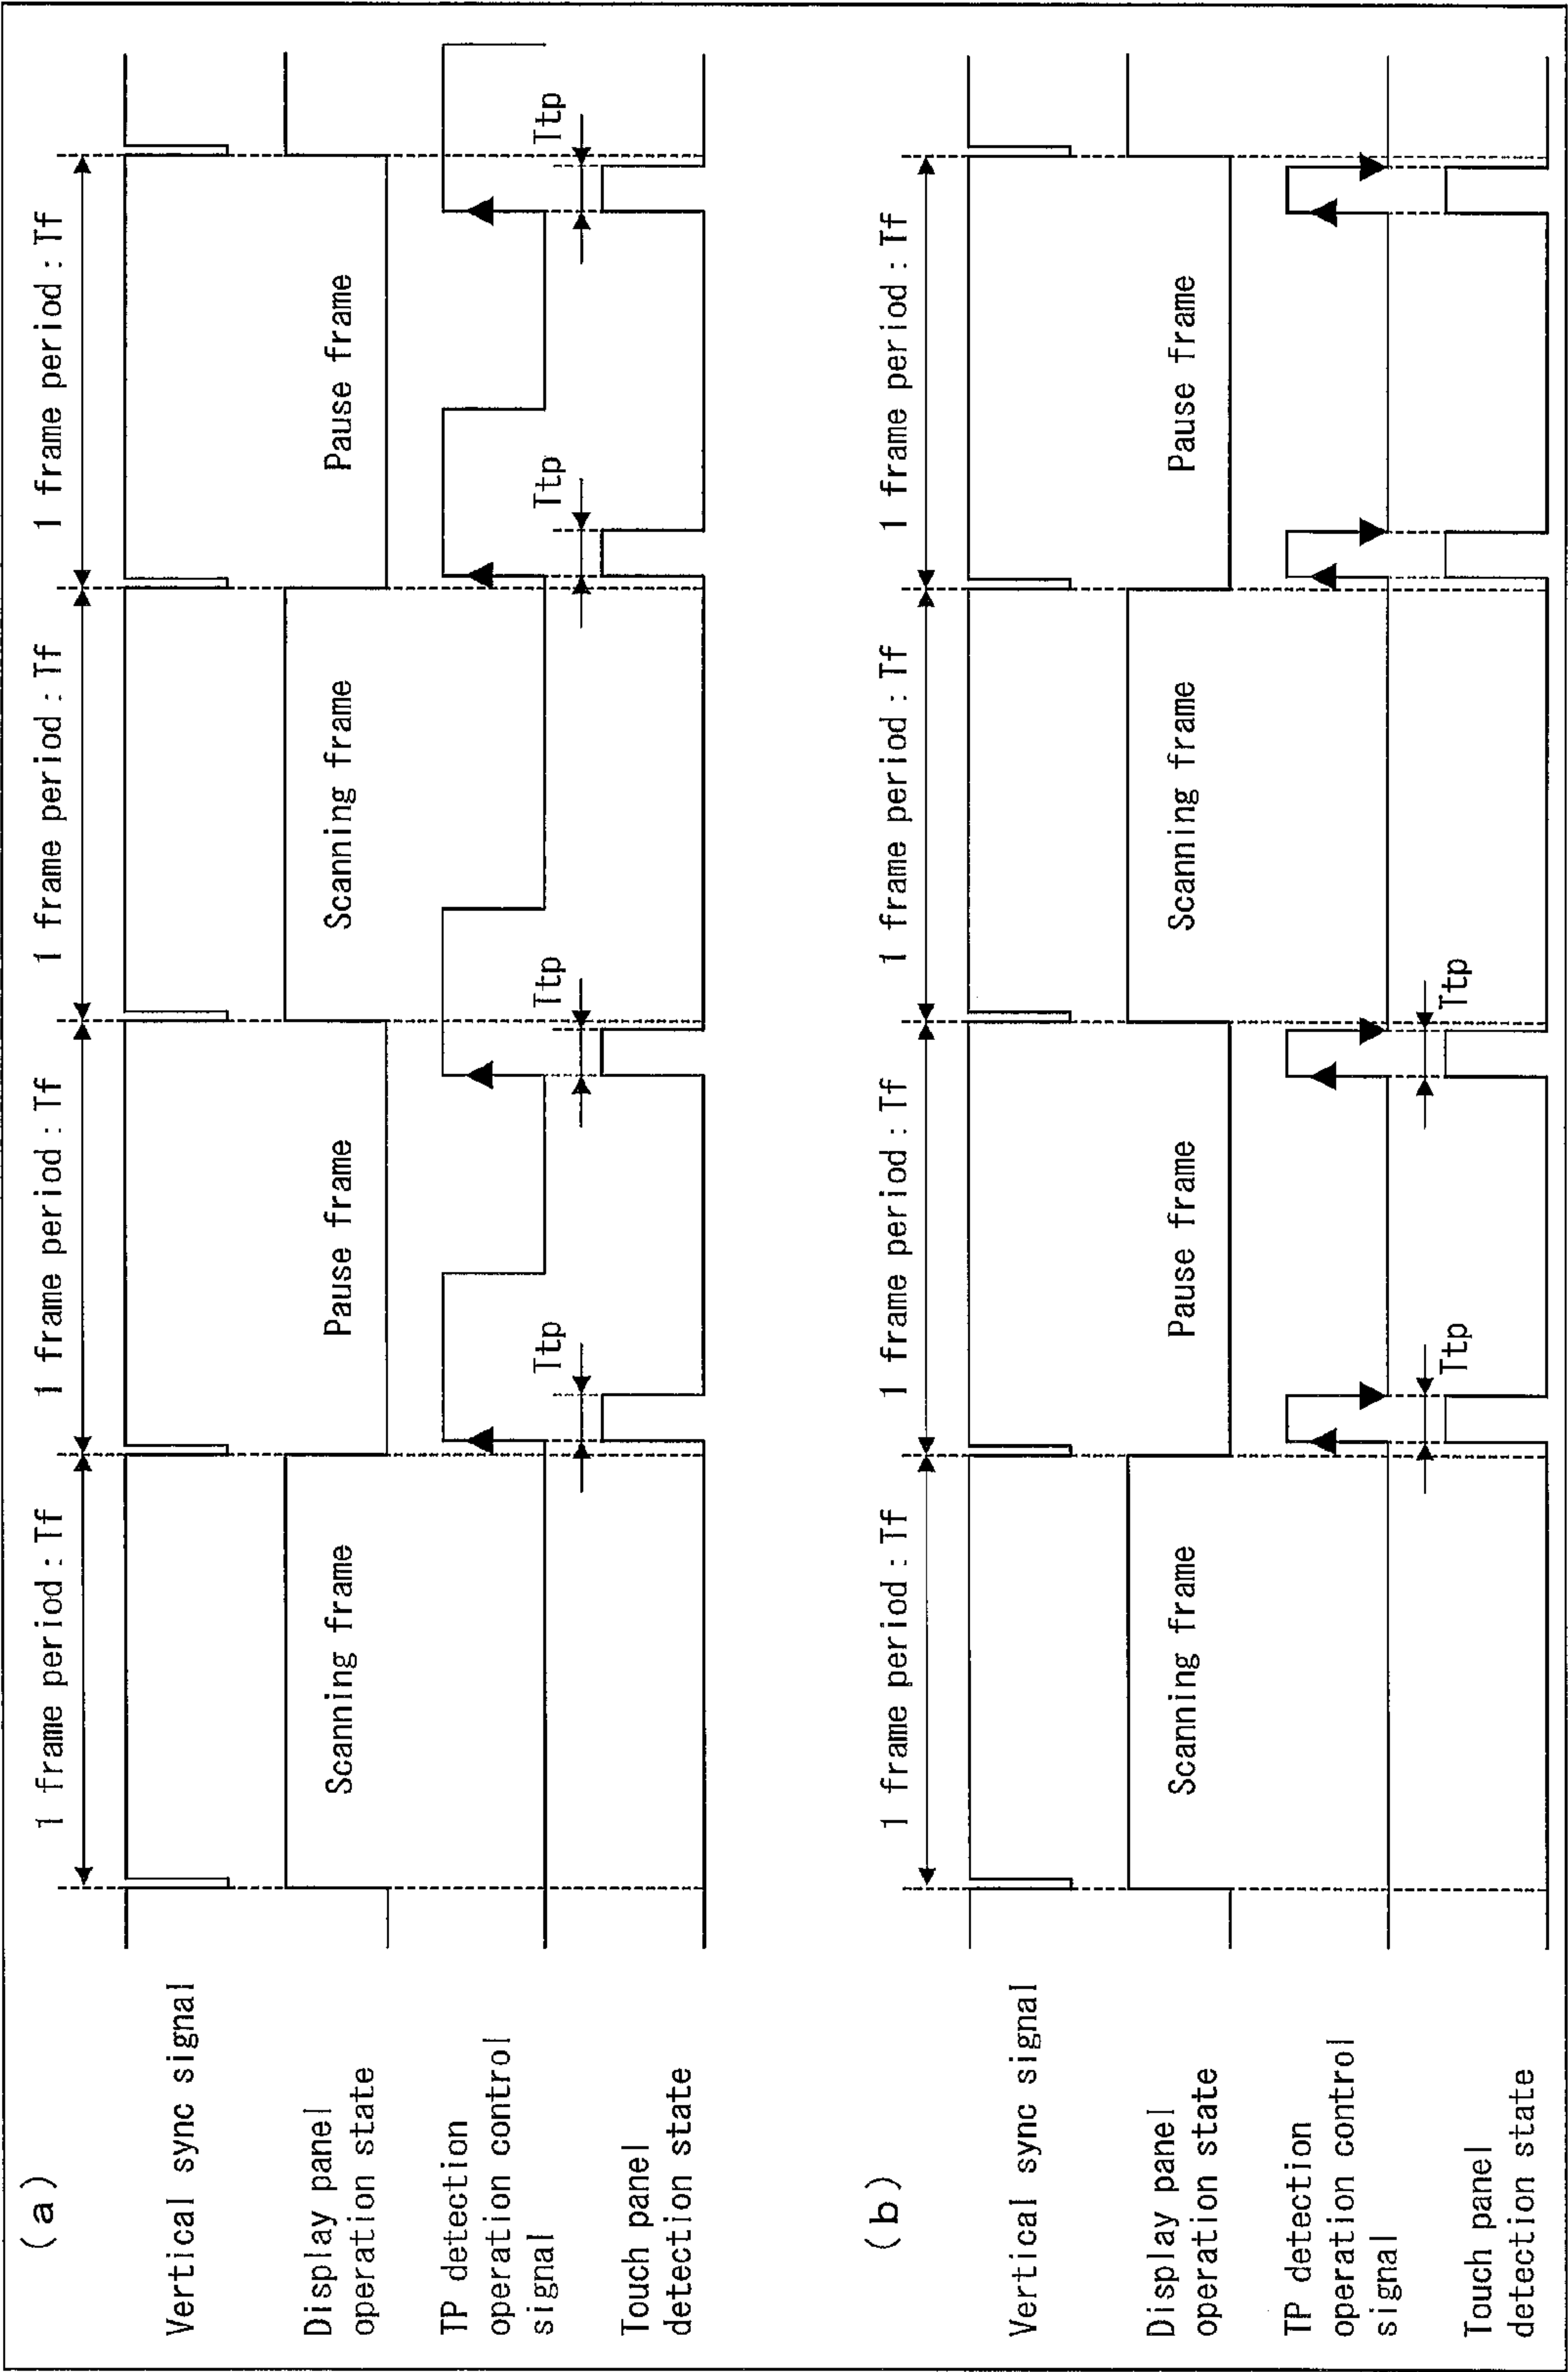 (a)
1 frame period : Tf
1 frame period : Tf
1 frame period : Tf
1 frame period : Tf
Vertical sync signal
Display panel
operation state
Scanning frame
Pause frame
Scanning frame
Pause frame
TP detection
operation control
signal
Ttp
Ttp
Ttp
Ttp
Touch panel
detection state
(b)
1 frame period : Tf
1 frame period : Tf
1 frame period : Tf
1 frame period : Tf
Vertical sync signal
Display panel
operation state
Scanning frame
Pause frame
Scanning frame
Pause frame
TP detection
operation control
signal
Ttp
Ttp
Touch panel
detection state